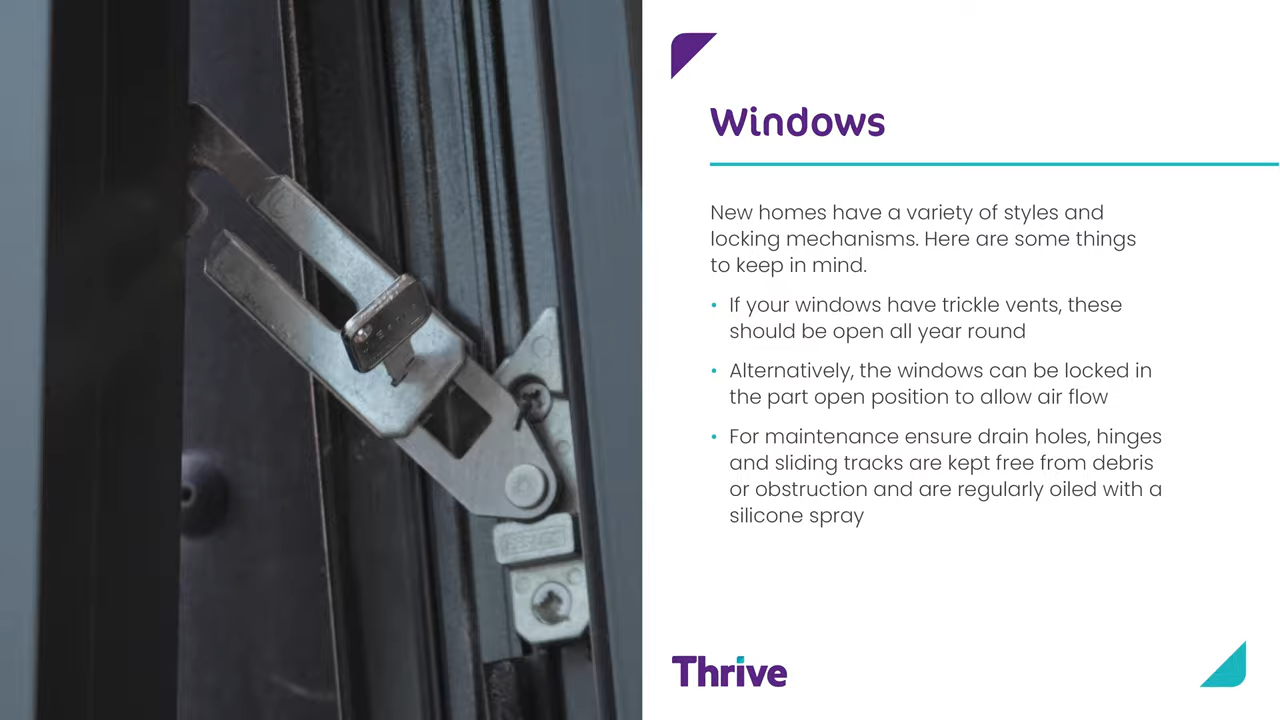 Windows
New homes have a variety of styles and
locking mechanisms. Here are some things
to keep in mind.
• If your windows have trickle vents, these
should be open all year round
• Alternatively, the windows can be locked in
the part open position to allow air flow
• For maintenance ensure drain holes, hinges
and sliding tracks are kept free from debris
or obstruction and are regularly oiled with a
silicone spray
Thrive